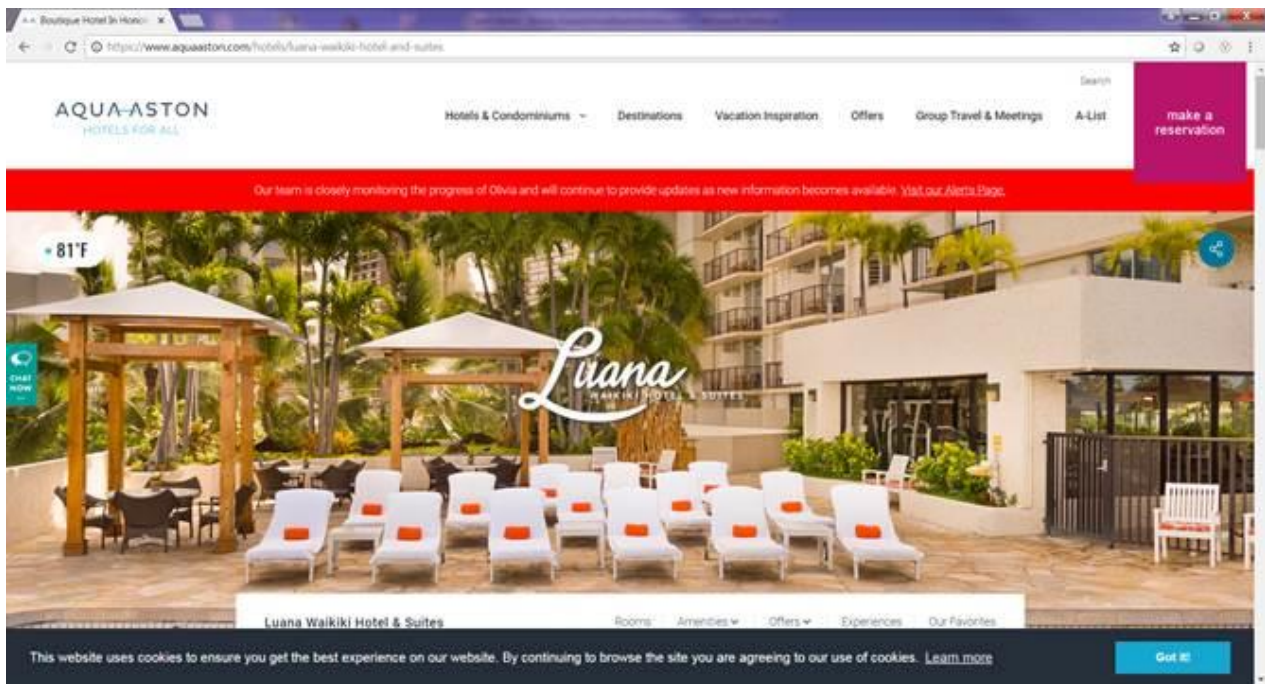 Boutique Hotel In Hono
https://www.aquaaston.com/hotels/luana-waikiki-hotel-and-suites
Search
AQUA-ASTON
HOTELS FOR ALL
Hotels & Condominiums
Destinations
Vacation Inspiration
Offers
Group Travel & Meetings
A-List
make a
reservation
Our team is closely monitoring the progress of Olivia and will continue to provide updates as new information becomes available. Visit our Alerts Page.
81°F
CHAT
NOW
Luana
WAIKIKI HOTEL & SUITES
Luana Waikiki Hotel & Suites
Rooms
Amenities
Offers
Experiences
Our Favorites
This website uses cookies to ensure you get the best experience on our website. By continuing to browse the site you are agreeing to our use of cookies. Learn more
Got it!